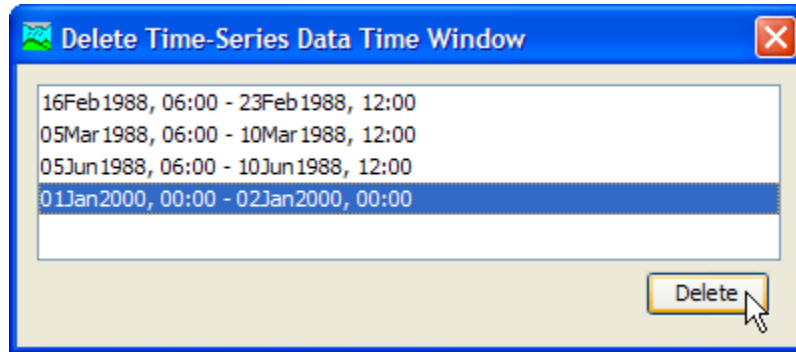 Delete Time-Series Data Time Window
16Feb1988, 06:00 - 23Feb1988, 12:00
05Mar1988, 06:00 - 10Mar1988, 12:00
05Jun1988, 06:00 - 10Jun1988, 12:00
01Jan2000, 00:00 - 02Jan2000, 00:00
Delete